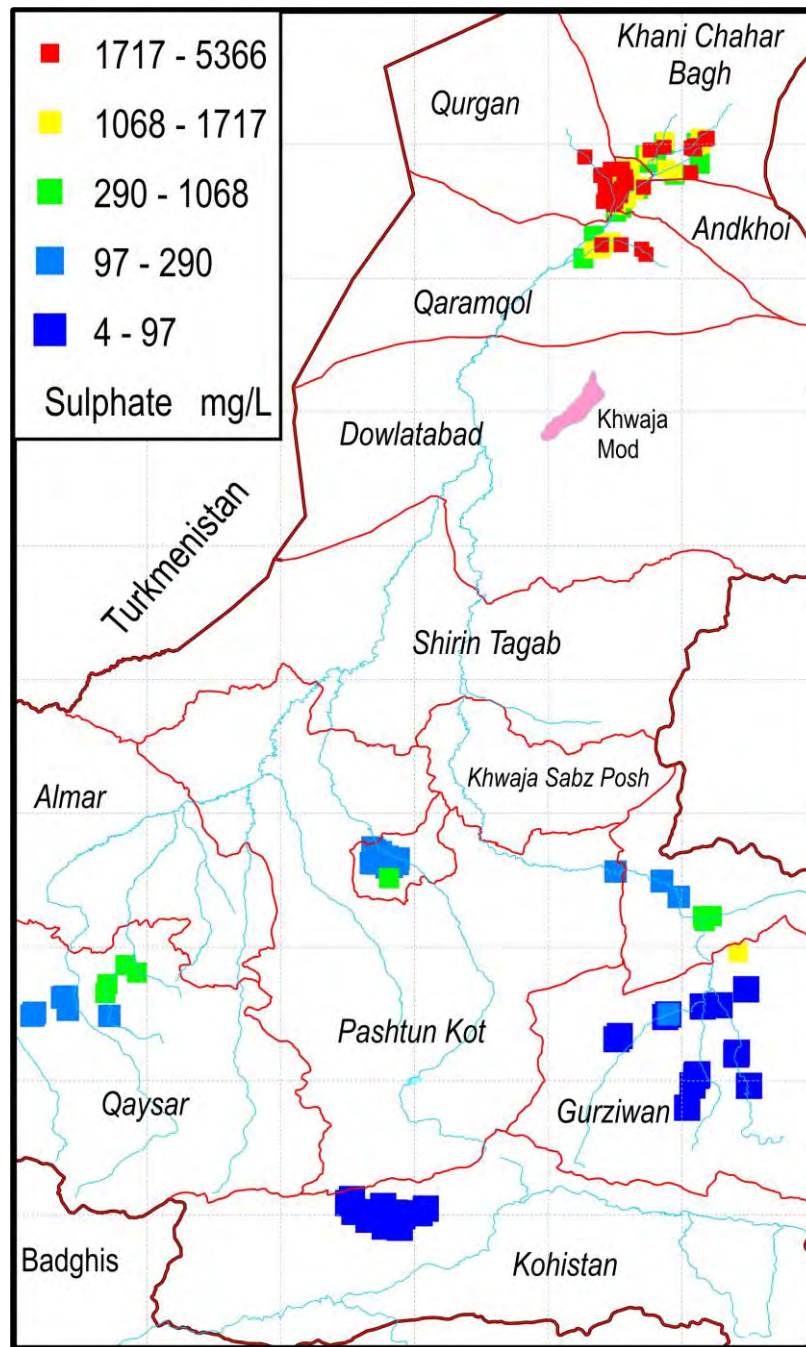 1717 - 5366
1068 - 1717
290 - 1068
97 - 290
4 - 97
Sulphate mg/L
Khani Chahar
Bagh
Qurgan
Andkhoi
Qaramqol
Dowlatabad
Khwaja
Mod
Turkmenistan
Shirin Tagab
Khwaja Sabz Posh
Almar
Pashtun Kot
Qaysar
Gurziwan
Badghis
Kohistan